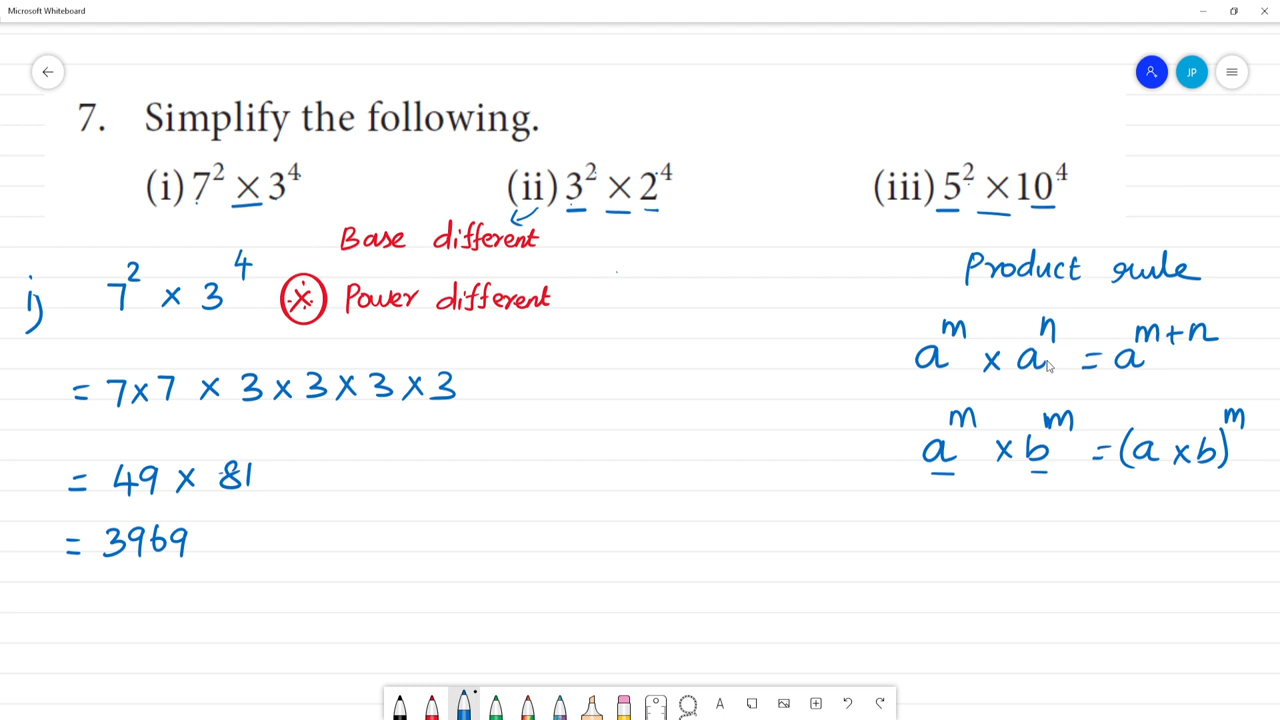 Microsoft Whiteboard
JP
7. Simplify the following.
(i) 7² × 3⁴ (ii) 3² × 2⁴ (iii) 5² × 10⁴
Base different
i) 7² × 3⁴ × Power different
Product rule
aᵐ × aⁿ = aᵐ⁺ⁿ
= 7 × 7 × 3 × 3 × 3 × 3
aᵐ × bᵐ = (a × b)ᵐ
= 49 × 81
= 3969
A